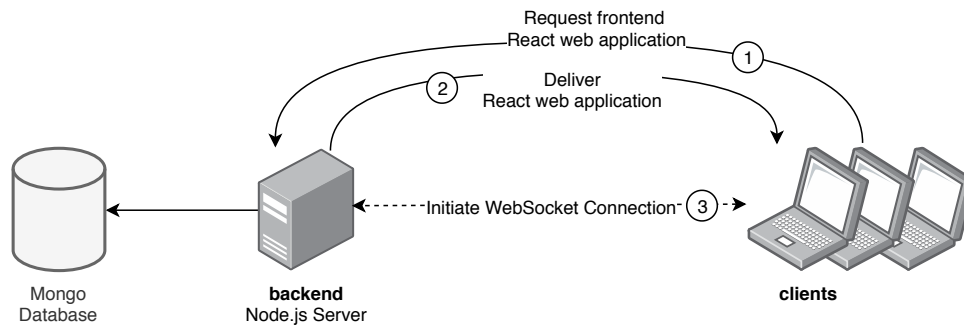 Request frontend
React web application
1
2
Deliver
React web application
Initiate WebSocket Connection
3
Mongo
Database
backend
Node.js Server
clients